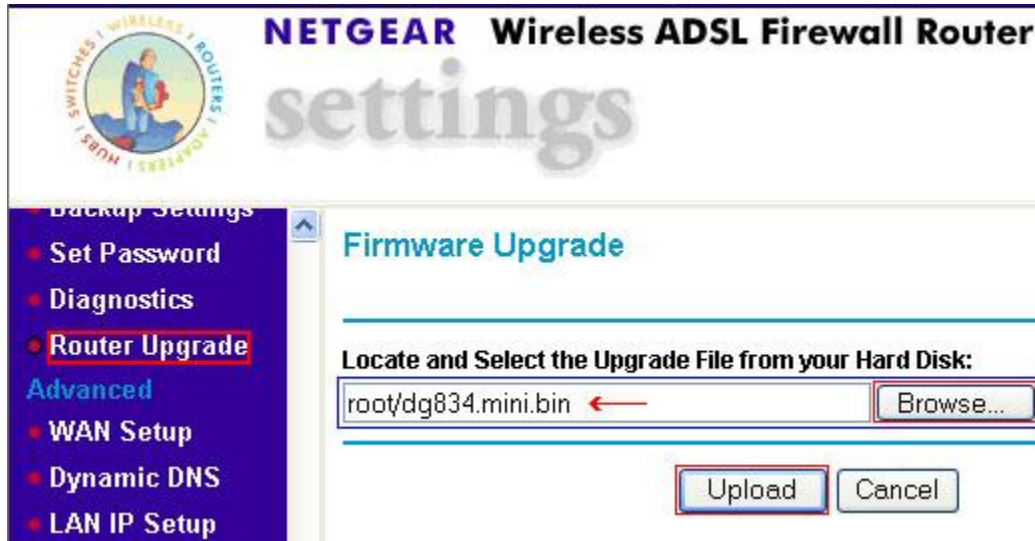 SWITCHES | WIRELESS | ROUTERS | ADAPTERS | HUBS |
NETGEAR Wireless ADSL Firewall Router
settings
Backup Settings
Set Password
Diagnostics
Router Upgrade
Advanced
WAN Setup
Dynamic DNS
LAN IP Setup
Firmware Upgrade
Locate and Select the Upgrade File from your Hard Disk:
root/dg834.mini.bin
Browse...
Upload
Cancel